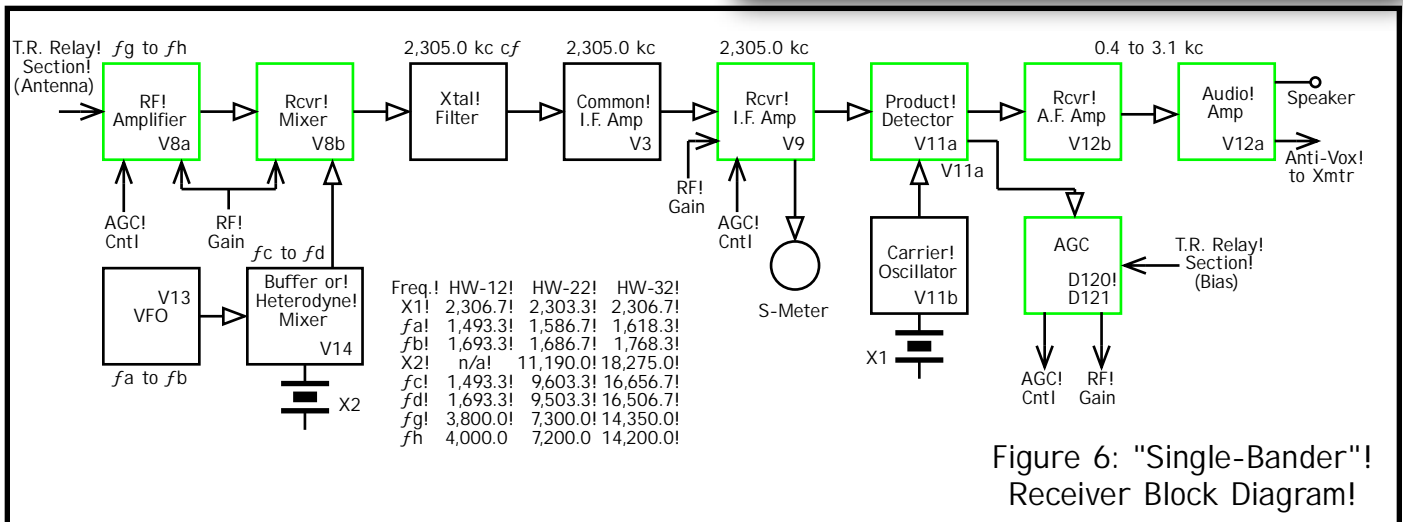 T.R. Relay!
Section!
(Antenna)
ƒg to ƒh
RF!
Amplifier
V8a
AGC!
Cntl
RF!
Gain
Rcvr!
Mixer
V8b
2,305.0 kc cƒ
Xtal!
Filter
2,305.0 kc
Common!
I.F. Amp
V3
2,305.0 kc
Rcvr!
I.F. Amp
V9
RF!
Gain
AGC!
Cntl
S-Meter
Product!
Detector
V11a
V11a
0.4 to 3.1 kc
Rcvr!
A.F. Amp
V12b
Audio!
Amp
V12a
Speaker
Anti-Vox!
to Xmtr
V13
VFO
ƒa to ƒb
ƒc to ƒd
Buffer or!
Heterodyne!
Mixer
V14
X2
Freq.! HW-12! HW-22! HW-32!
X1! 2,306.7! 2,303.3! 2,306.7!
ƒa! 1,493.3! 1,586.7! 1,618.3!
ƒb! 1,693.3! 1,686.7! 1,768.3!
X2! n/a! 11,190.0! 18,275.0!
ƒc! 1,493.3! 9,603.3! 16,656.7!
ƒd! 1,693.3! 9,503.3! 16,506.7!
ƒg! 3,800.0! 7,300.0! 14,350.0!
ƒh 4,000.0 7,200.0 14,200.0!
Carrier!
Oscillator
V11b
X1
AGC
D120!
D121
T.R. Relay!
Section!
(Bias)
AGC!
Cntl
RF!
Gain
Figure 6: "Single-Bander"!
Receiver Block Diagram!